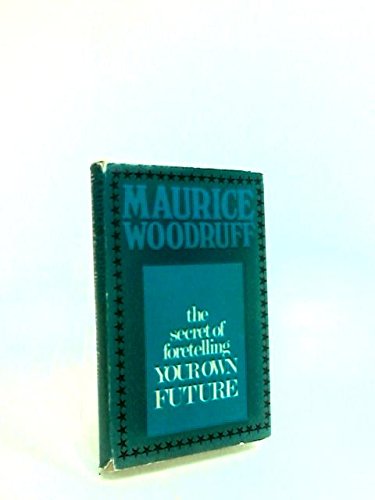 MAURICE
WOODRUFF
the
secret of
foretelling
YOUR OWN
FUTURE